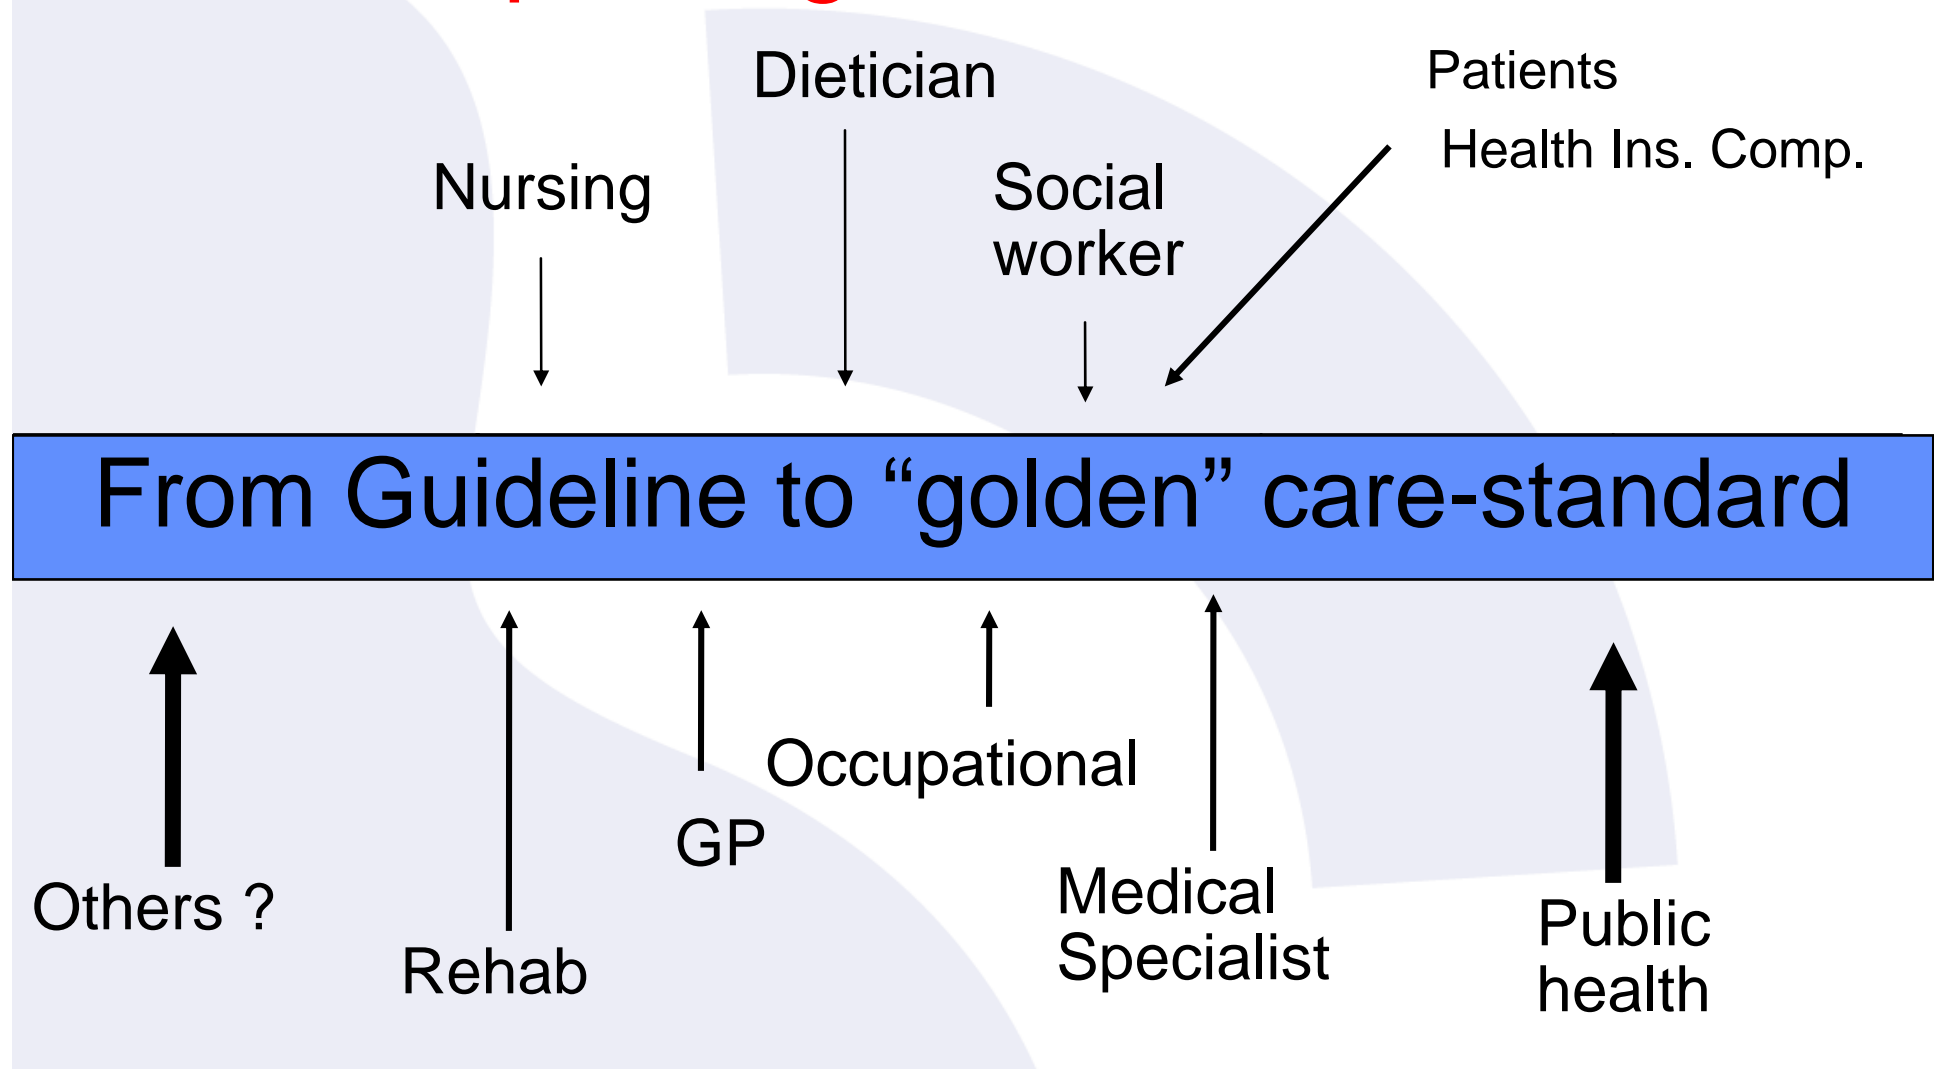 Dietician
Patients
Health Ins. Comp.
Nursing
Social
worker
From Guideline to “golden” care-standard
Occupational
GP
Others ?
Medical
Specialist
Rehab
Public
health